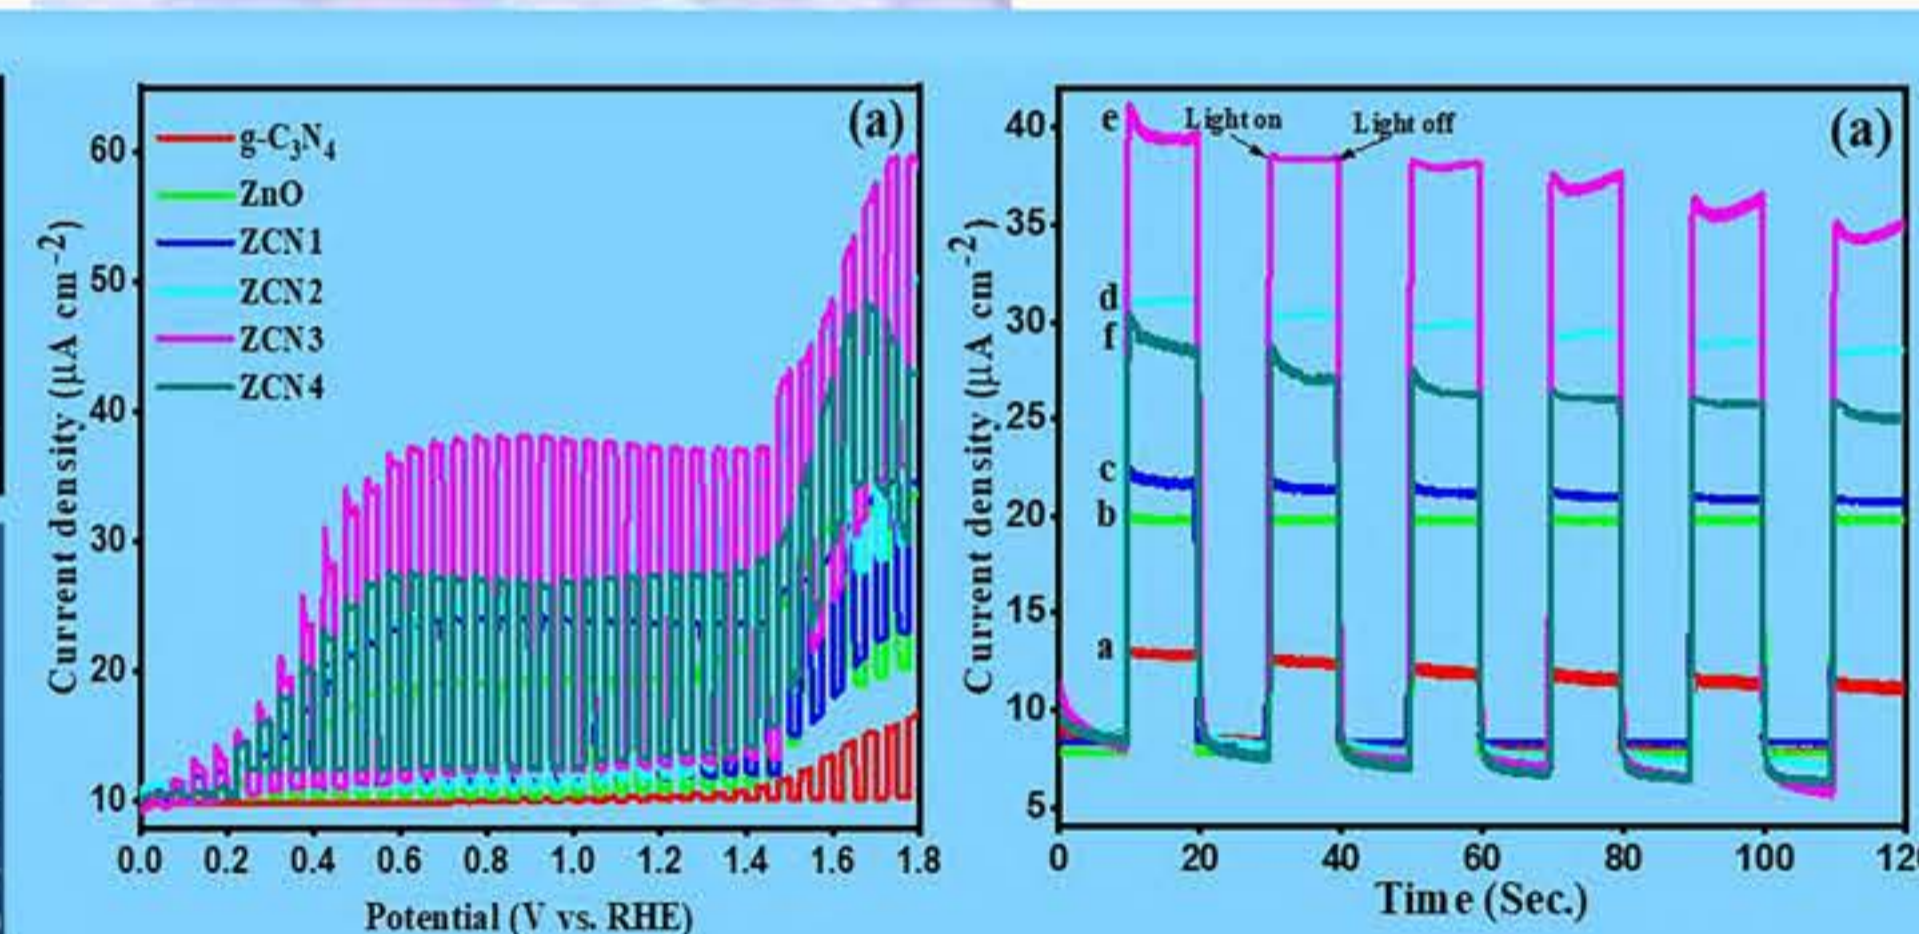 (a)
g-C3N4
ZnO
ZCN1
ZCN2
ZCN3
ZCN4
60
50
40
30
20
10
Current density (μA cm-2)
0.0 0.2 0.4 0.6 0.8 1.0 1.2 1.4 1.6 1.8
Potential (V vs. RHE)
(a)
Light on
Light off
e
d
f
c
b
a
40
35
30
25
20
15
10
5
Current density (μA cm-2)
0 20 40 60 80 100 12
Time (Sec.)